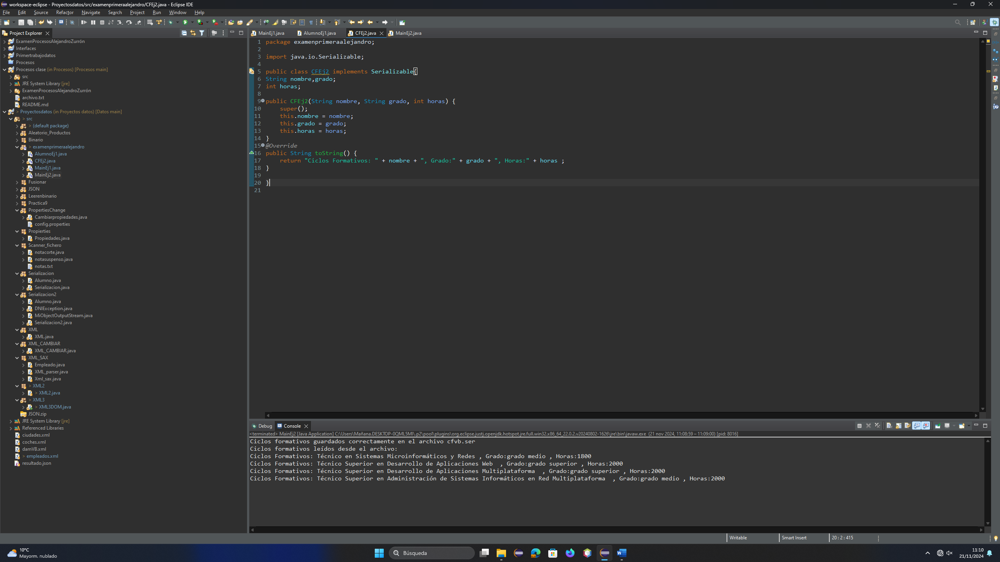 workspace-eclipse - Proyectosdatos/src/examenprimeraalejandro/CFEj2.java - Eclipse IDE
File Edit Source Refactor Navigate Search Project Run Window Help
Project Explorer
ExamenProcesosAlejandroZurrón
Interfaces
Primertrabajodatos
Procesos
Procesos clase (in Procesos) [Procesos main]
src
JRE System Library [jre]
ExamenProcesosAlejandroZurrón
archivo.txt
README.md
> Proyectosdatos (in Proyectos datos) [Datos main]
> src
> (default package)
Aleatorio_Productos
Binario
> examenprimeraalejandro
AlumnoEj1.java
CFEj2.java
MainEj1.java
MainEj2.java
Fusionar
JSON
Leerenbinario
Practica9
PropertiesChange
Cambiarpropiedades.java
config.properties
Propierties
Propiedades.java
Scanner_fichero
notacorte.java
notasuspenso.java
notas.txt
Serializacion
Alumno.java
Serializacion.java
Serializacion2
Alumno.java
DNIException.java
MiObjectOutputStream.java
Serializacion2.java
XML
XML.java
XML_CAMBIAR
XML_CAMBIAR.java
XML_SAX
Empleado.java
XML_parser.java
Xml_sax.java
> XML2
> XML2.java
> XML3
> XML3DOM.java
JSON.zip
JRE System Library [jre]
Referenced Libraries
ciudades.xml
coches.xml
damVB.xml
> empleados.xml
resultado.json
MainEj1.java AlumnoEj1.java CFEj2.java MainEj2.java
1 package examenprimeraalejandro;
2
3 import java.io.Serializable;
4
5 public class CFEj2 implements Serializable{
6 String nombre,grado;
7 int horas;
8
9 public CFEj2(String nombre, String grado, int horas) {
10 super();
11 this.nombre = nombre;
12 this.grado = grado;
13 this.horas = horas;
14 }
15 @Override
16 public String toString() {
17 return "Ciclos Formativos: " + nombre + ", Grado:" + grado + ", Horas:" + horas ;
18 }
19
20 }
21
Debug Console
<terminated> MainEj2 [Java Application] C:\Users\Mañana.DESKTOP-0QML5MI\.p2\pool\plugins\org.eclipse.justj.openjdk.hotspot.jre.full.win32.x86_64_22.0.2.v20240802-1626\jre\bin\javaw.exe (21 nov 2024, 11:08:59 – 11:09:00) [pid: 8016]
Ciclos formativos guardados correctamente en el archivo cfvb.ser
Ciclos formativos leídos desde el archivo:
Ciclos Formativos: Técnico en Sistemas Microinformáticos y Redes , Grado:grado medio , Horas:1800
Ciclos Formativos: Técnico Superior en Desarrollo de Aplicaciones Web  , Grado:grado superior , Horas:2000
Ciclos Formativos: Técnico Superior en Desarrollo de Aplicaciones Multiplataforma  , Grado:grado superior , Horas:2000
Ciclos Formativos: Técnico Superior en Administración de Sistemas Informáticos en Red Multiplataforma  , Grado:grado medio , Horas:2000
Writable Smart Insert 20 : 2 : 415
10°C
Mayorm. nublado
Búsqueda
11:10
21/11/2024